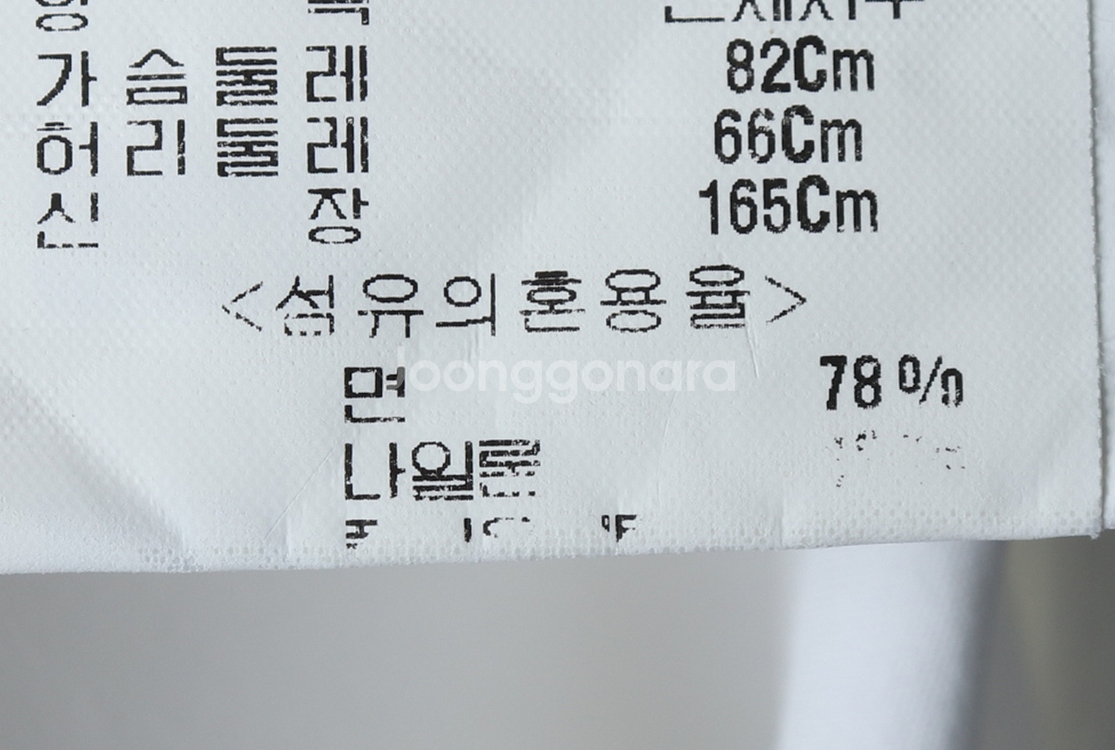 가슴둘레 82Cm
허리둘레 66Cm
신장 165Cm
<섬유의혼용율>
면 78%
joonggonara
나일론